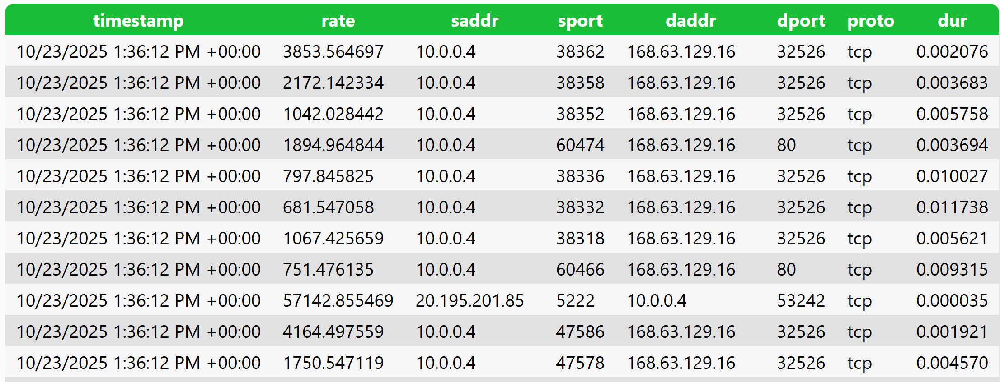 timestamp rate saddr sport daddr dport proto dur
10/23/2025 1:36:12 PM +00:00 3853.564697 10.0.0.4 38362 168.63.129.16 32526 tcp 0.002076
10/23/2025 1:36:12 PM +00:00 2172.142334 10.0.0.4 38358 168.63.129.16 32526 tcp 0.003683
10/23/2025 1:36:12 PM +00:00 1042.028442 10.0.0.4 38352 168.63.129.16 32526 tcp 0.005758
10/23/2025 1:36:12 PM +00:00 1894.964844 10.0.0.4 60474 168.63.129.16 80 tcp 0.003694
10/23/2025 1:36:12 PM +00:00 797.845825 10.0.0.4 38336 168.63.129.16 32526 tcp 0.010027
10/23/2025 1:36:12 PM +00:00 681.547058 10.0.0.4 38332 168.63.129.16 32526 tcp 0.011738
10/23/2025 1:36:12 PM +00:00 1067.425659 10.0.0.4 38318 168.63.129.16 32526 tcp 0.005621
10/23/2025 1:36:12 PM +00:00 751.476135 10.0.0.4 60466 168.63.129.16 80 tcp 0.009315
10/23/2025 1:36:12 PM +00:00 57142.855469 20.195.201.85 5222 10.0.0.4 53242 tcp 0.000035
10/23/2025 1:36:12 PM +00:00 4164.497559 10.0.0.4 47586 168.63.129.16 32526 tcp 0.001921
10/23/2025 1:36:12 PM +00:00 1750.547119 10.0.0.4 47578 168.63.129.16 32526 tcp 0.004570